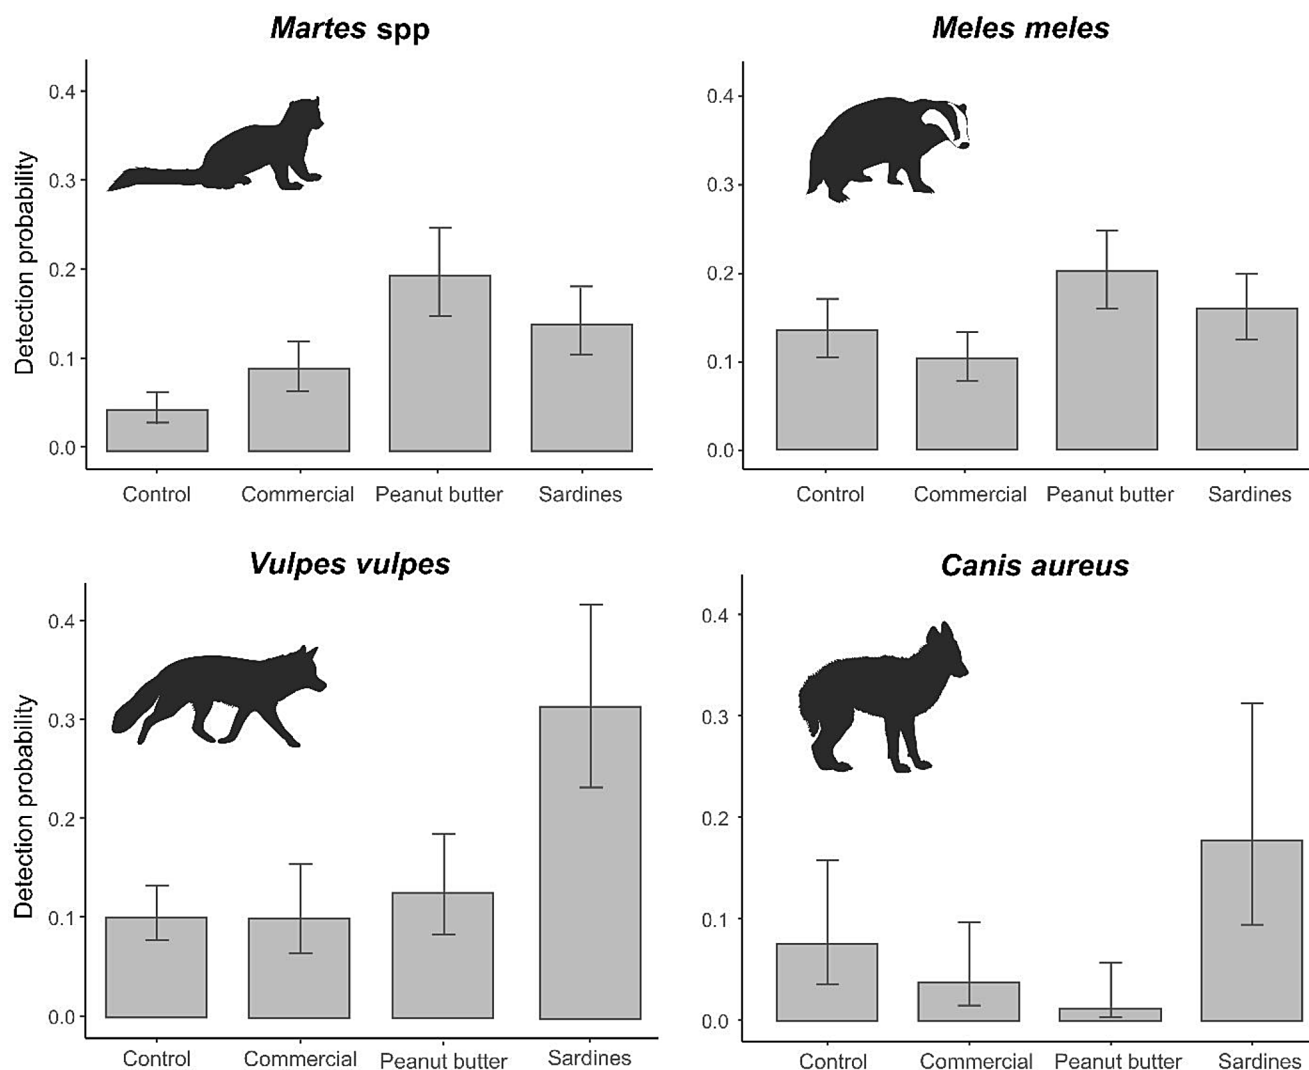 Martes spp
Detection probability
0.4
0.3
0.2
0.1
0.0
Control Commercial Peanut butter Sardines
Meles meles
0.4
0.3
0.2
0.1
0.0
Control Commercial Peanut butter Sardines
Vulpes vulpes
Detection probability
0.4
0.3
0.2
0.1
0.0
Control Commercial Peanut butter Sardines
Canis aureus
0.4
0.3
0.2
0.1
0.0
Control Commercial Peanut butter Sardines